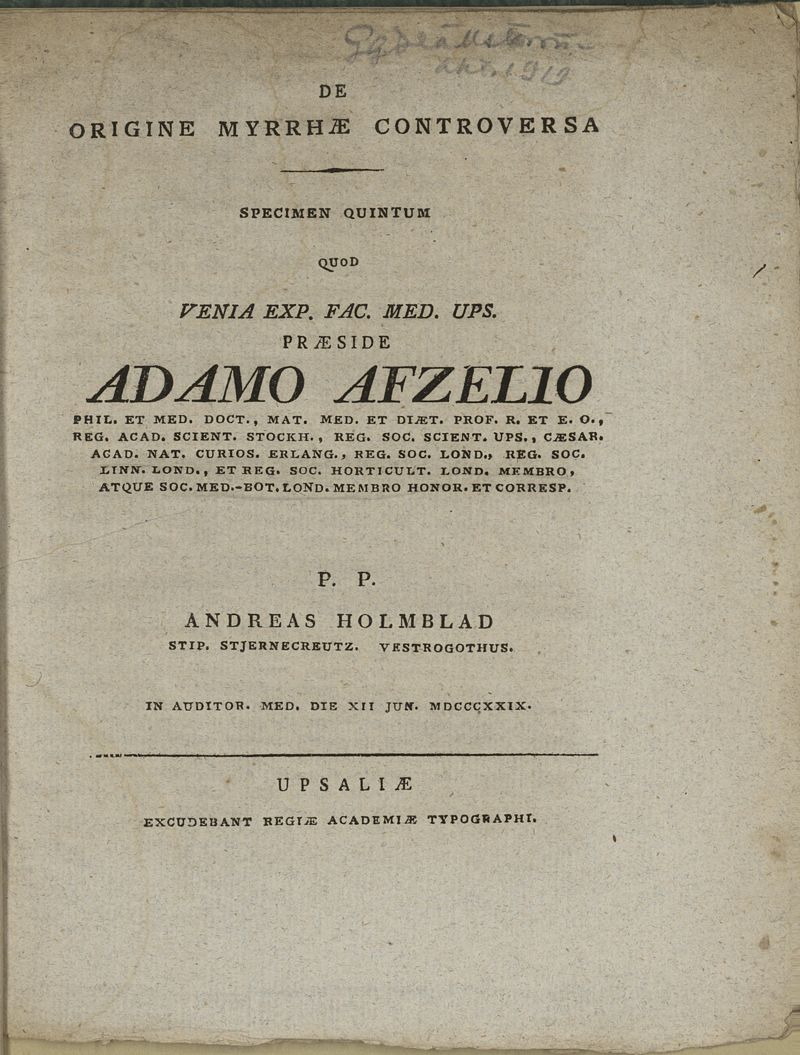 DE
ORIGINE MYRRHÆ CONTROVERSA
SPECIMEN QUINTUM
QUOD
VENIA EXP. FAC. MED. UPS.
PRÆSIDE
ADAMO AFZELIO
PHIL. ET MED. DOCT., MAT. MED. ET DIÆT. PROF. R. ET E. O.,
REG. ACAD. SCIENT. STOCKH., REG. SOC. SCIENT. UPS., CÆSAR.
ACAD. NAT. CURIOS. ERLANG., REG. SOC. LOND., REG. SOC.
LINN. LOND., ET REG. SOC. HORTICULT. LOND. MEMBRO,
ATQUE SOC. MED.-BOT. LOND. MEMBRO HONOR. ET CORRESP.
P. P.
ANDREAS HOLMBLAD
STIP. STJERNECREUTZ. VESTROGOTHUS.
IN AUDITOR. MED. DIE XII JUN. MDCCCXXIX.
UPSALIÆ
EXCUDEBANT REGIÆ ACADEMIÆ TYPOGRAPHI.